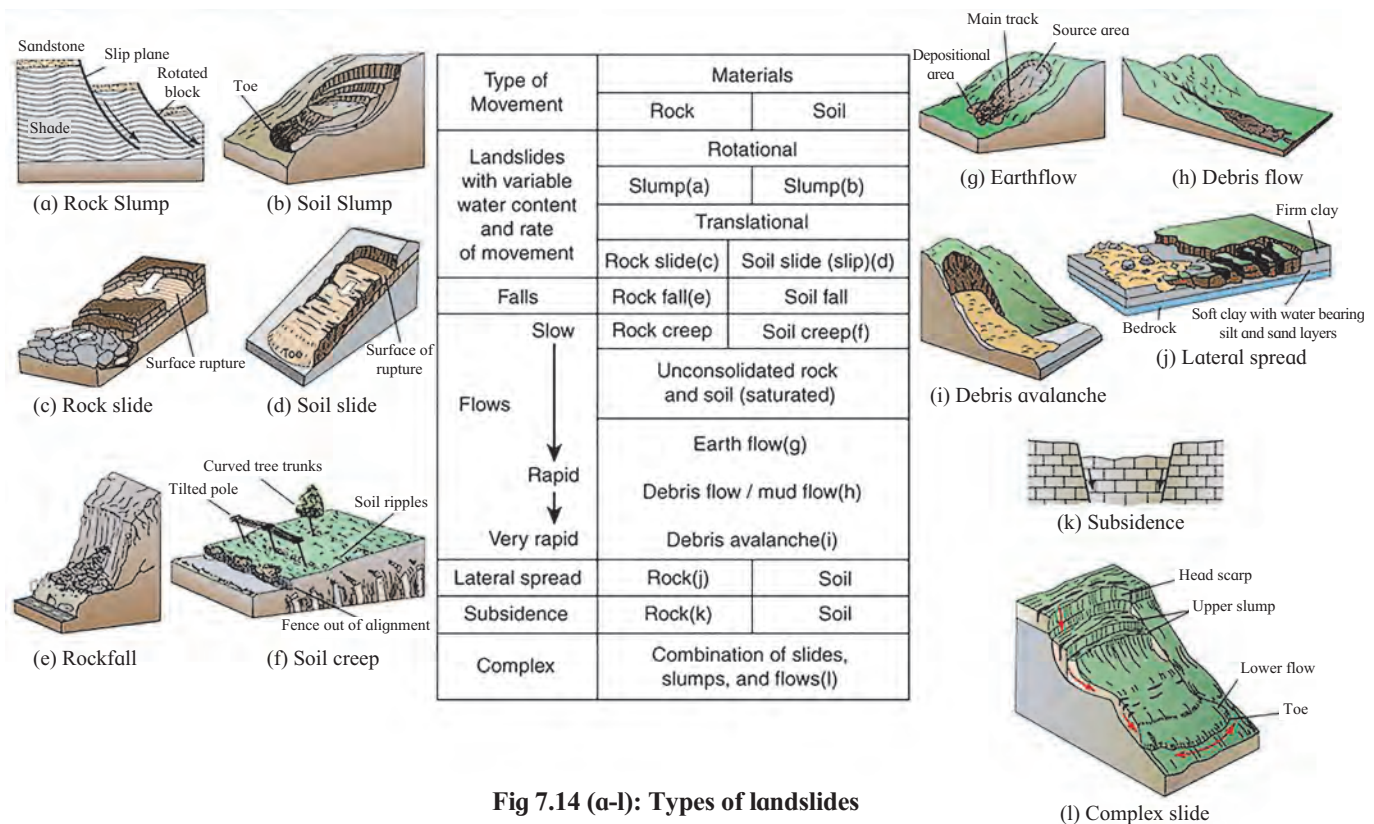 Sandstone
Slip plane
Rotated
block
Shade
(a) Rock Slump
Toe
(b) Soil Slump
Surface rupture
(c) Rock slide
Toe
Surface of
rupture
(d) Soil slide
(e) Rockfall
Curved tree trunks
Tilted pole
Soil ripples
Fence out of alignment
(f) Soil creep
Type of
Movement
Materials
Rock
Soil
Landslides
with variable
water content
and rate
of movement
Rotational
Slump(a)
Slump(b)
Translational
Rock slide(c)
Soil slide (slip)(d)
Falls
Rock fall(e)
Soil fall
Flows
Slow
Rapid
Very rapid
Rock creep
Soil creep(f)
Unconsolidated rock
and soil (saturated)
Earth flow(g)
Debris flow / mud flow(h)
Debris avalanche(i)
Lateral spread
Rock(j)
Soil
Subsidence
Rock(k)
Soil
Complex
Combination of slides,
slumps, and flows(l)
Main track
Source area
Depositional
area
(g) Earthflow
(h) Debris flow
(i) Debris avalanche
Firm clay
Soft clay with water bearing
silt and sand layers
Bedrock
(j) Lateral spread
(k) Subsidence
Head scarp
Upper slump
Lower flow
Toe
(l) Complex slide
Fig 7.14 (a-l): Types of landslides